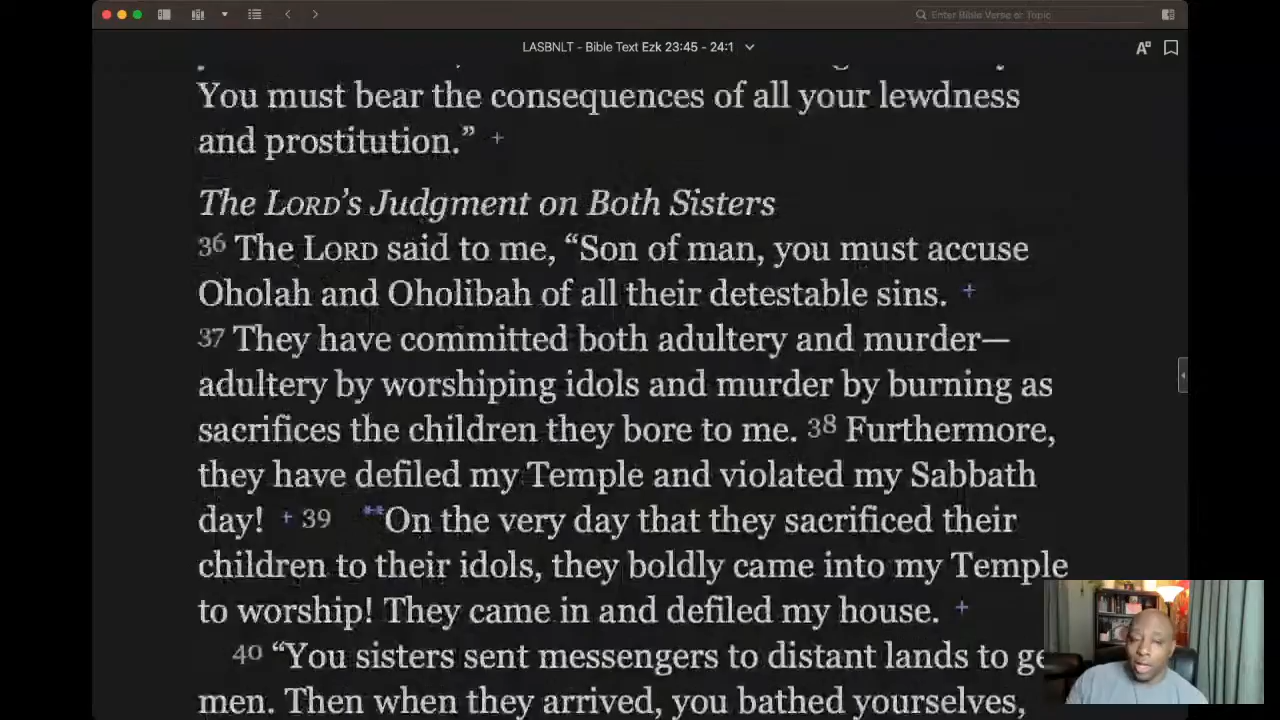 Enter Bible Verse or Topic
LASBNLT - Bible Text Ezk 23:45 - 24:1
You must bear the consequences of all your lewdness
and prostitution.” +
The LORD’s Judgment on Both Sisters
36 The LORD said to me, “Son of man, you must accuse
Oholah and Oholibah of all their detestable sins. +
37 They have committed both adultery and murder—
adultery by worshiping idols and murder by burning as
sacrifices the children they bore to me. 38 Furthermore,
they have defiled my Temple and violated my Sabbath
day! + 39 **On the very day that they sacrificed their
children to their idols, they boldly came into my Temple
to worship! They came in and defiled my house. +
40 “You sisters sent messengers to distant lands to
men. Then when they arrived, you bathed yourselves,